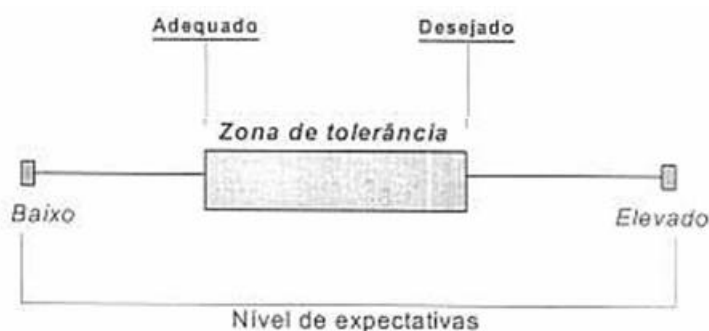 Adequado Desejado
Zona de tolerância
Baixo Elevado
Nível de expectativas